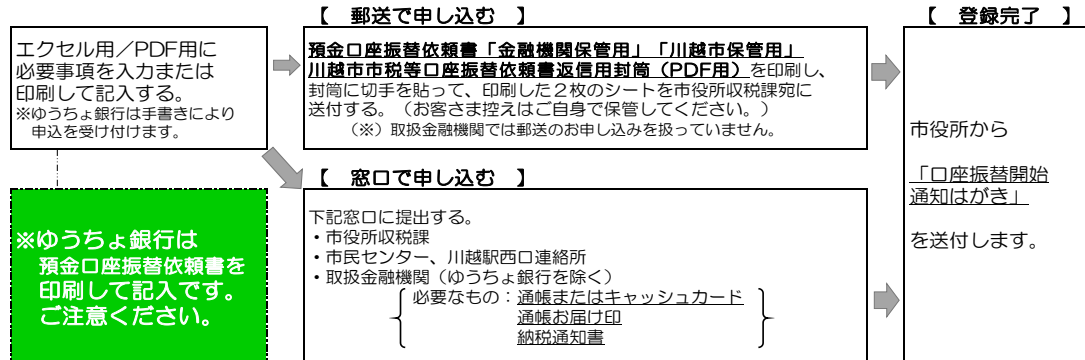 エクセル用／PDF用に
必要事項を入力または
印刷して記入する。
※ゆうちょ銀行は手書きにより
申込を受け付けます。
※ゆうちょ銀行は
預金口座振替依頼書を
印刷して記入です。
ご注意ください。
【　郵送で申し込む　】
預金口座振替依頼書「金融機関保管用」「川越市保管用」
川越市市税等口座振替依頼書返信用封筒（PDF用）を印刷し、
封筒に切手を貼って、印刷した２枚のシートを市役所収税課宛に
送付する。（お客さま控えはご自身で保管してください。）
（※）取扱金融機関では郵送のお申し込みを扱っていません。
【　窓口で申し込む　】
下記窓口に提出する。
・市役所収税課
・市民センター、川越駅西口連絡所
・取扱金融機関（ゆうちょ銀行を除く）
必要なもの：通帳またはキャッシュカード
通帳お届け印
納税通知書
【　登録完了　】
市役所から
「口座振替開始
通知はがき」
を送付します。